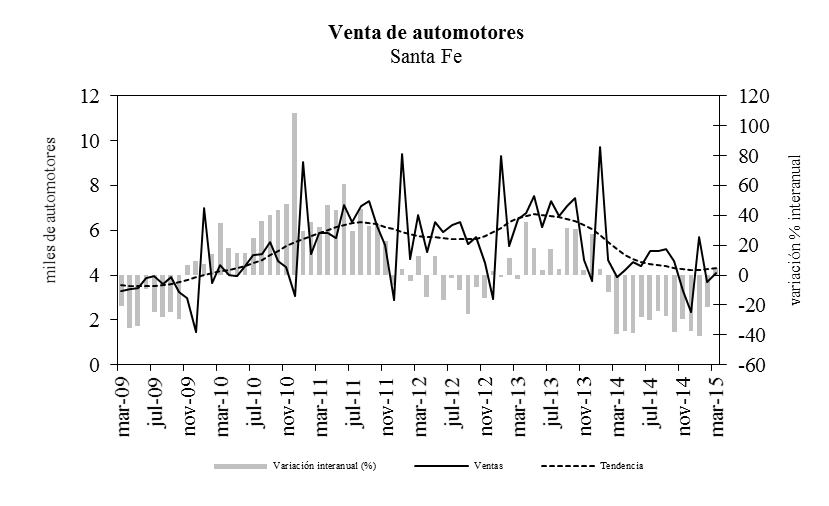 Venta de automotores
Santa Fe
miles de automotores
12
10
8
6
4
2
0
120
100
80
60
40
20
0
-20
-40
-60
variación % interanual
mar-09
jul-09
nov-09
mar-10
jul-10
nov-10
mar-11
jul-11
nov-11
mar-12
jul-12
nov-12
mar-13
jul-13
nov-13
mar-14
jul-14
nov-14
mar-15
Variación interanual (%) Ventas Tendencia